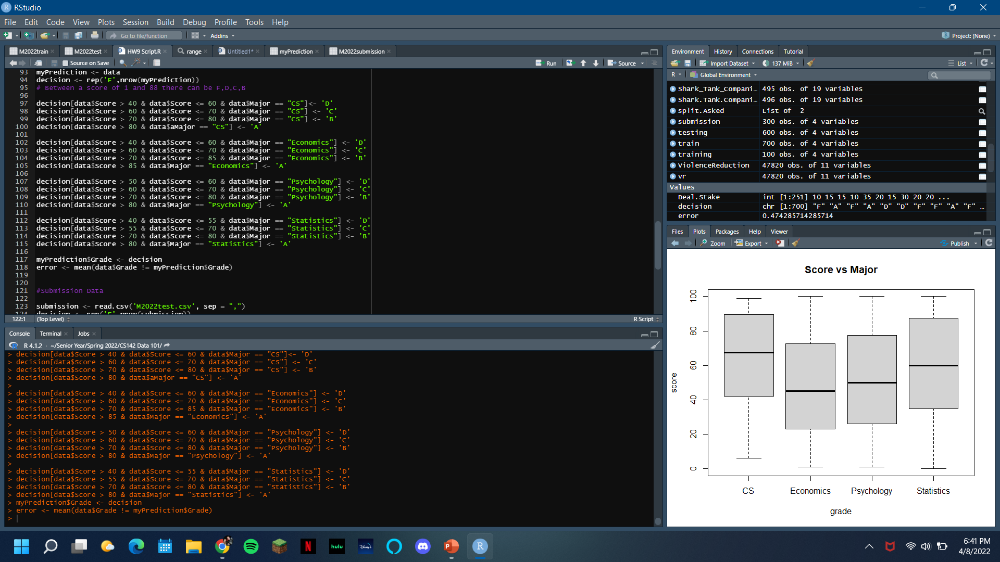 RStudio
File Edit Code View Plots Session Build Debug Profile Tools Help
Go to file/function Addins Project: (None)
M2022train M2022test HW9 Script.R range Untitled1* myPrediction M2022submission
Source on Save Run Source
93 myPrediction <- data
94 decision <- rep('F',nrow(myPrediction))
95 # Between a score of 1 and 88 there can be F,D,C,B
96
97 decision[data$Score > 40 & data$Score <= 60 & data$Major == "CS"]<- 'D'
98 decision[data$Score > 60 & data$Score <= 70 & data$Major == "CS"] <- 'C'
99 decision[data$Score > 70 & data$Score <= 80 & data$Major == "CS"] <- 'B'
100 decision[data$Score > 80 & data$aMajor == "CS"] <- 'A'
101
102 decision[data$Score > 40 & data$Score <= 60 & data$Major == "Economics"] <- 'D'
103 decision[data$Score > 60 & data$Score <= 70 & data$Major == "Economics"] <- 'C'
104 decision[data$Score > 70 & data$Score <= 85 & data$Major == "Economics"] <- 'B'
105 decision[data$Score > 85 & data$Major == "Economics"] <- 'A'
106
107 decision[data$Score > 50 & data$Score <= 60 & data$Major == "Psychology"] <- 'D'
108 decision[data$Score > 60 & data$Score <= 70 & data$Major == "Psychology"] <- 'C'
109 decision[data$Score > 70 & data$Score <= 80 & data$Major == "Psychology"] <- 'B'
110 decision[data$Score > 80 & data$Major == "Psychology"] <- 'A'
111
112 decision[data$Score > 40 & data$Score <= 55 & data$Major == "Statistics"] <- 'D'
113 decision[data$Score > 55 & data$Score <= 70 & data$Major == "Statistics"] <- 'C'
114 decision[data$Score > 70 & data$Score <= 80 & data$Major == "Statistics"] <- 'B'
115 decision[data$Score > 80 & data$Major == "Statistics"] <- 'A'
116
117 myPrediction$Grade <- decision
118 error <- mean(data$Grade != myPrediction$Grade)
119
120
121 #Submission Data
122
123 submission <- read.csv('M2022test.csv', sep = ",")
124 decision <- rep('F',nrow(submission))
122:1 (Top Level) R Script
Console Terminal Jobs
R 4.1.2 · ~/Senior Year/Spring 2022/CS142 Data 101/
> decision[data$Score > 40 & data$Score <= 60 & data$Major == "CS"]<- 'D'
> decision[data$Score > 60 & data$Score <= 70 & data$Major == "CS"] <- 'C'
> decision[data$Score > 70 & data$Score <= 80 & data$Major == "CS"] <- 'B'
> decision[data$Score > 80 & data$aMajor == "CS"] <- 'A'
>
> decision[data$Score > 40 & data$Score <= 60 & data$Major == "Economics"] <- 'D'
> decision[data$Score > 60 & data$Score <= 70 & data$Major == "Economics"] <- 'C'
> decision[data$Score > 70 & data$Score <= 85 & data$Major == "Economics"] <- 'B'
> decision[data$Score > 85 & data$Major == "Economics"] <- 'A'
>
> decision[data$Score > 50 & data$Score <= 60 & data$Major == "Psychology"] <- 'D'
> decision[data$Score > 60 & data$Score <= 70 & data$Major == "Psychology"] <- 'C'
> decision[data$Score > 70 & data$Score <= 80 & data$Major == "Psychology"] <- 'B'
> decision[data$Score > 80 & data$Major == "Psychology"] <- 'A'
>
> decision[data$Score > 40 & data$Score <= 55 & data$Major == "Statistics"] <- 'D'
> decision[data$Score > 55 & data$Score <= 70 & data$Major == "Statistics"] <- 'C'
> decision[data$Score > 70 & data$Score <= 80 & data$Major == "Statistics"] <- 'B'
> decision[data$Score > 80 & data$Major == "Statistics"] <- 'A'
> myPrediction$Grade <- decision
> error <- mean(data$Grade != myPrediction$Grade)
>
Environment History Connections Tutorial
Import Dataset 137 MiB List
R Global Environment
Shark_Tank_Compani… 495 obs. of 19 variables
Shark.Tank.Compani… 496 obs. of 19 variables
split.Asked List of 2
submission 300 obs. of 4 variables
testing 600 obs. of 4 variables
train 700 obs. of 4 variables
training 100 obs. of 4 variables
ViolenceReduction 47820 obs. of 11 variables
vr 47820 obs. of 11 variables
Values
Deal.Stake int [1:251] 10 15 15 10 35 20 15 30 20 20 ...
decision chr [1:700] "F" "A" "F" "A" "D" "D" "F" "F" "A" "F" …
error 0.474285714285714
Files Plots Packages Help Viewer
Zoom Export Publish
Score vs Major
100
80
60
40
20
0
score
CS Economics Psychology Statistics
grade
N hulu Disney+ P R
6:41 PM
4/8/2022